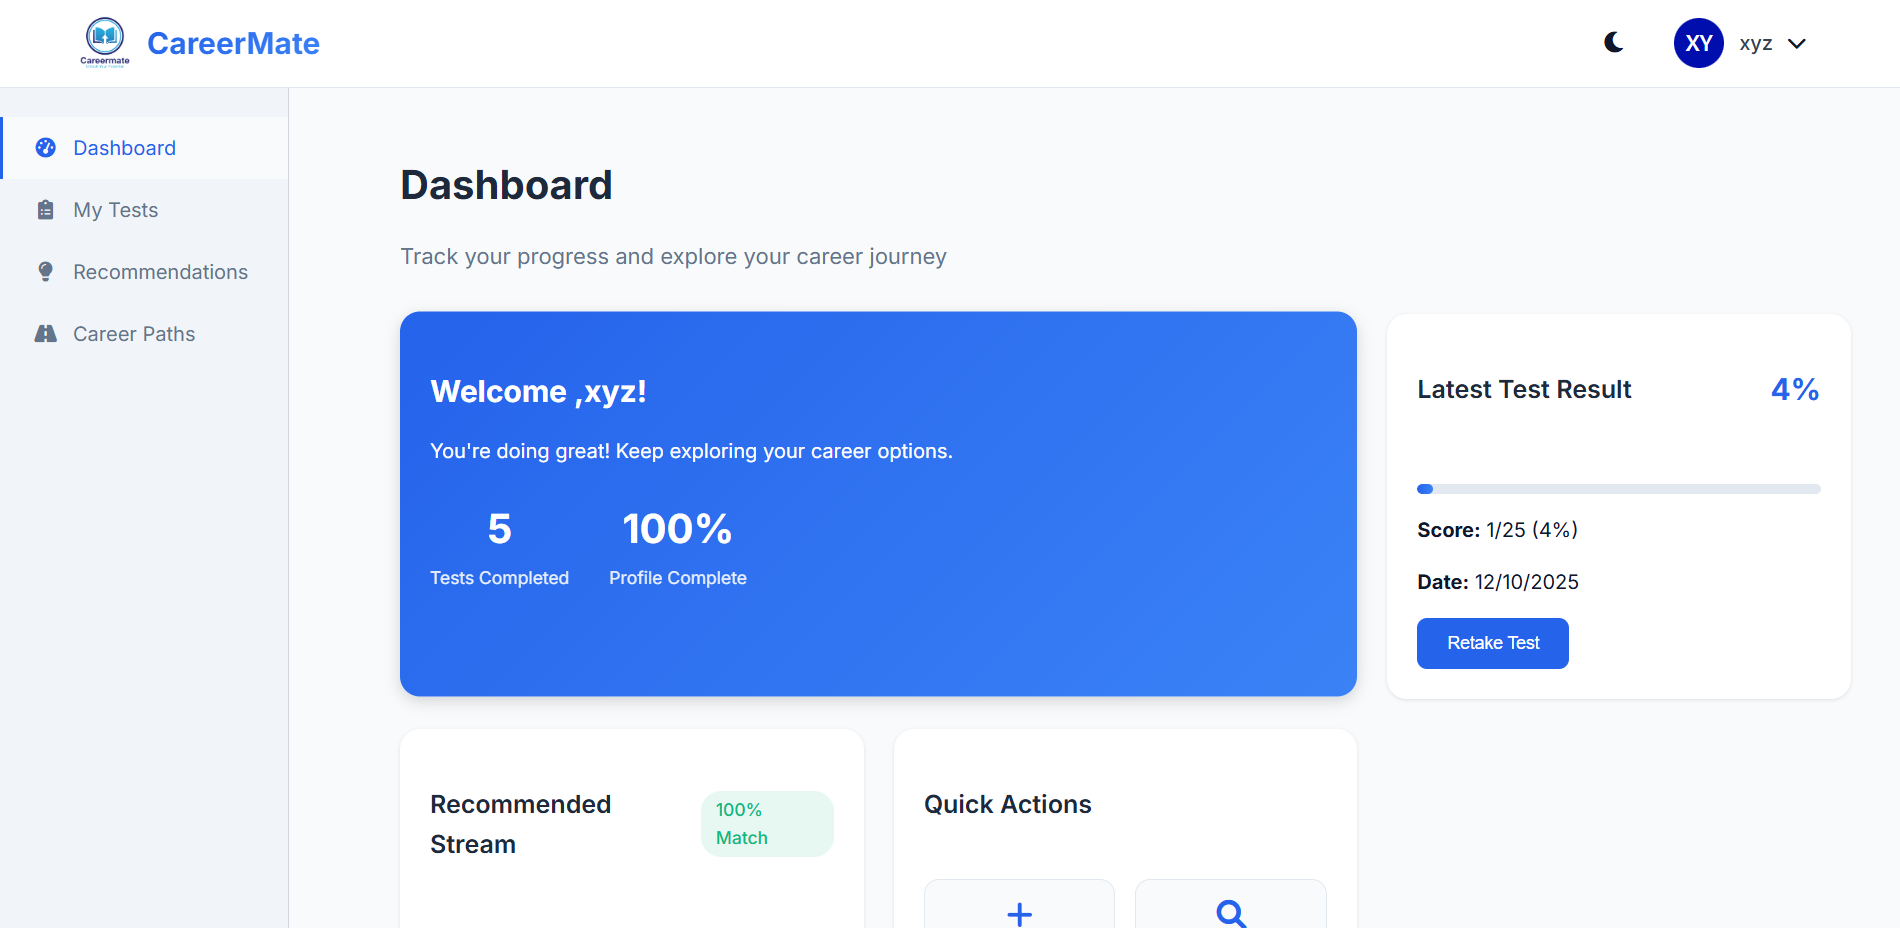 Careermate
CareerMate
XY
xyz
Dashboard
My Tests
Recommendations
Career Paths
Dashboard
Track your progress and explore your career journey
Welcome ,xyz!
You're doing great! Keep exploring your career options.
5
100%
Tests Completed
Profile Complete
Latest Test Result
4%
Score: 1/25 (4%)
Date: 12/10/2025
Retake Test
Recommended
Stream
100%
Match
Quick Actions